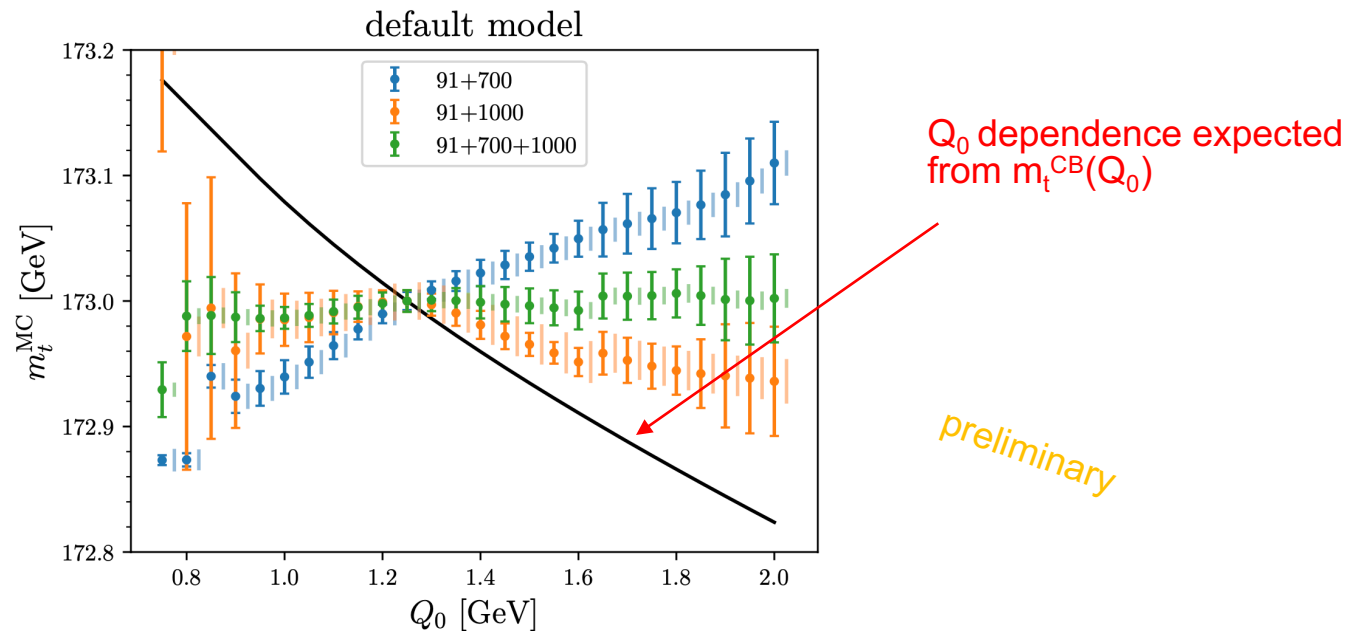 default model
173.2
173.1
173.0
172.9
172.8
m_t^MC [GeV]
91+700
91+1000
91+700+1000
0.8 1.0 1.2 1.4 1.6 1.8 2.0
Q₀ [GeV]
Q₀ dependence expected
from m_t^CB(Q₀)
preliminary